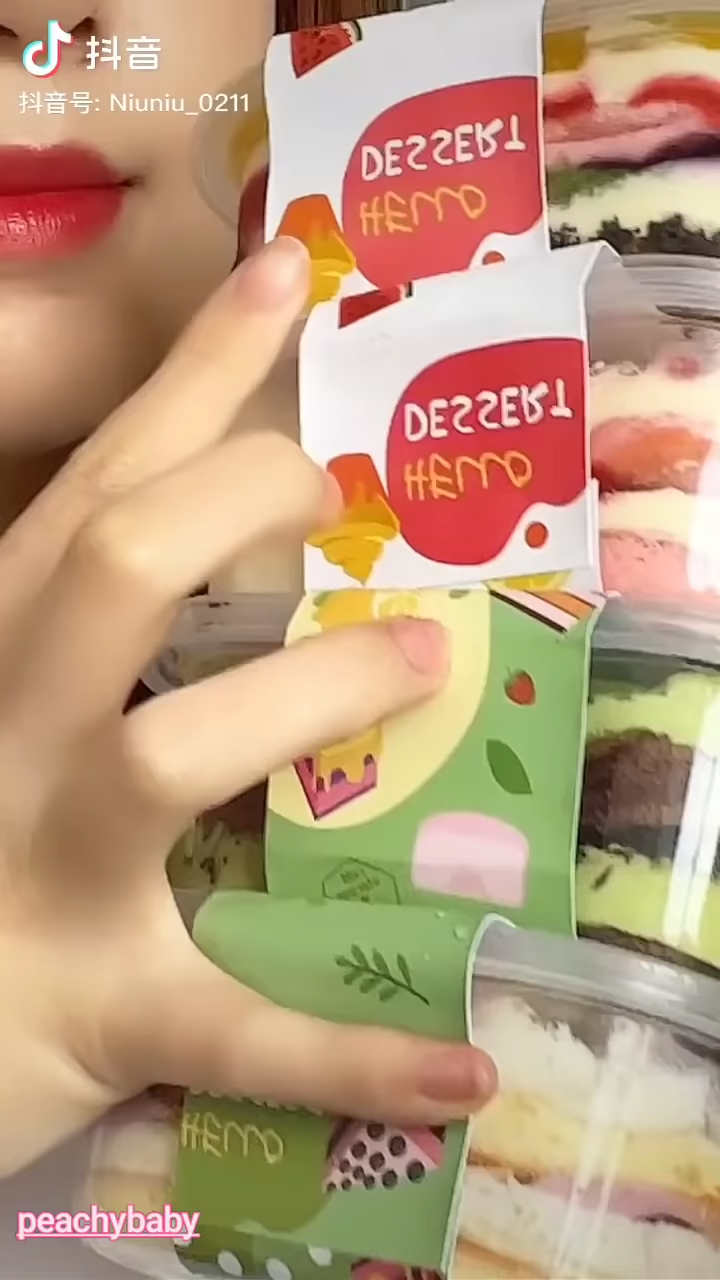 抖音
抖音号: Niuniu_0211
DESSERT
HELLO
DESSERT
HELLO
HELLO
peachybaby